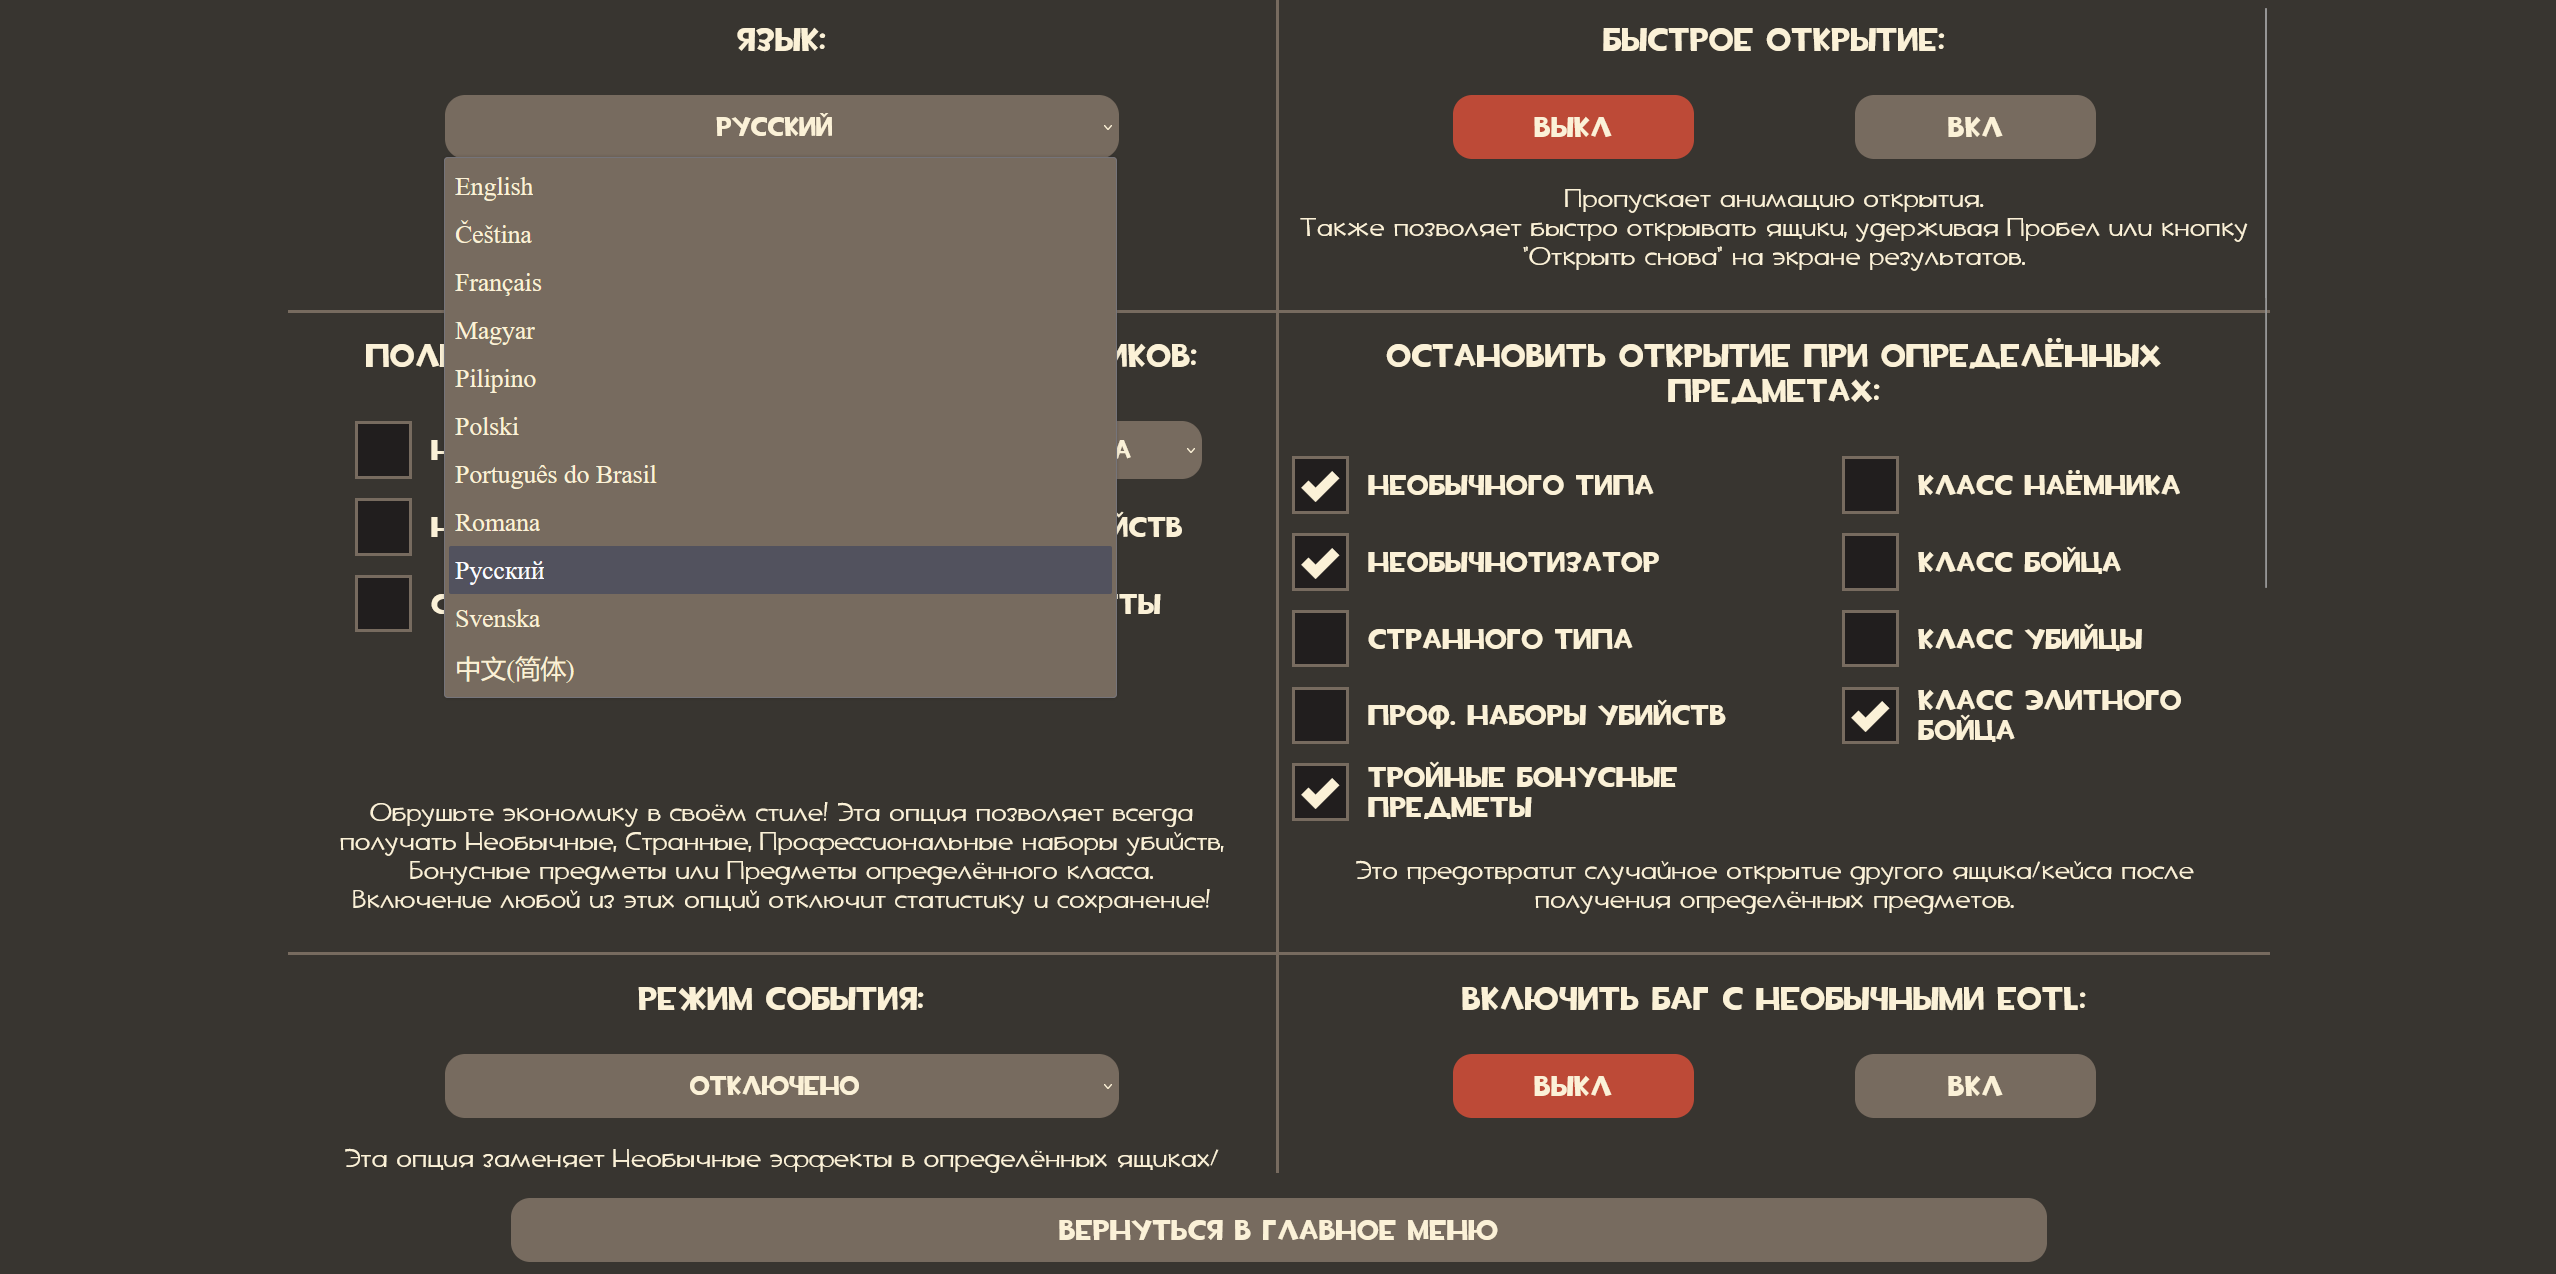 ЯЗЫК:
РУССКИЙ
English
Čeština
Français
Magyar
Pilipino
Polski
Português do Brasil
Romana
Русский
Svenska
中文(简体)
Обрушьте экономику в своём стиле! Эта опция позволяет всегда
получать Необычные, Странные, Профессиональные наборы убийств,
Бонусные предметы или Предметы определённого класса.
Включение любой из этих опций отключит статистику и сохранение!
БЫСТРОЕ ОТКРЫТИЕ:
ВЫКЛ
ВКЛ
Пропускает анимацию открытия.
Также позволяет быстро открывать ящики, удерживая Пробел или кнопку
"Открыть снова" на экране результатов.
ОСТАНОВИТЬ ОТКРЫТИЕ ПРИ ОПРЕДЕЛЁННЫХ
ПРЕДМЕТАХ:
НЕОБЫЧНОГО ТИПА
НЕОБЫЧНОТИЗАТОР
СТРАННОГО ТИПА
ПРОФ. НАБОРЫ УБИЙСТВ
ТРОЙНЫЕ БОНУСНЫЕ
ПРЕДМЕТЫ
КЛАСС НАЁМНИКА
КЛАСС БОЙЦА
КЛАСС УБИЙЦЫ
КЛАСС ЭЛИТНОГО
БОЙЦА
Это предотвратит случайное открытие другого ящика/кейса после
получения определённых предметов.
РЕЖИМ СОБЫТИЯ:
ОТКЛЮЧЕНО
Эта опция заменяет Необычные эффекты в определённых ящиках/
ВКЛЮЧИТЬ БАГ С НЕОБЫЧНЫМИ EOTL:
ВЫКЛ
ВКЛ
ВЕРНУТЬСЯ В ГЛАВНОЕ МЕНЮ